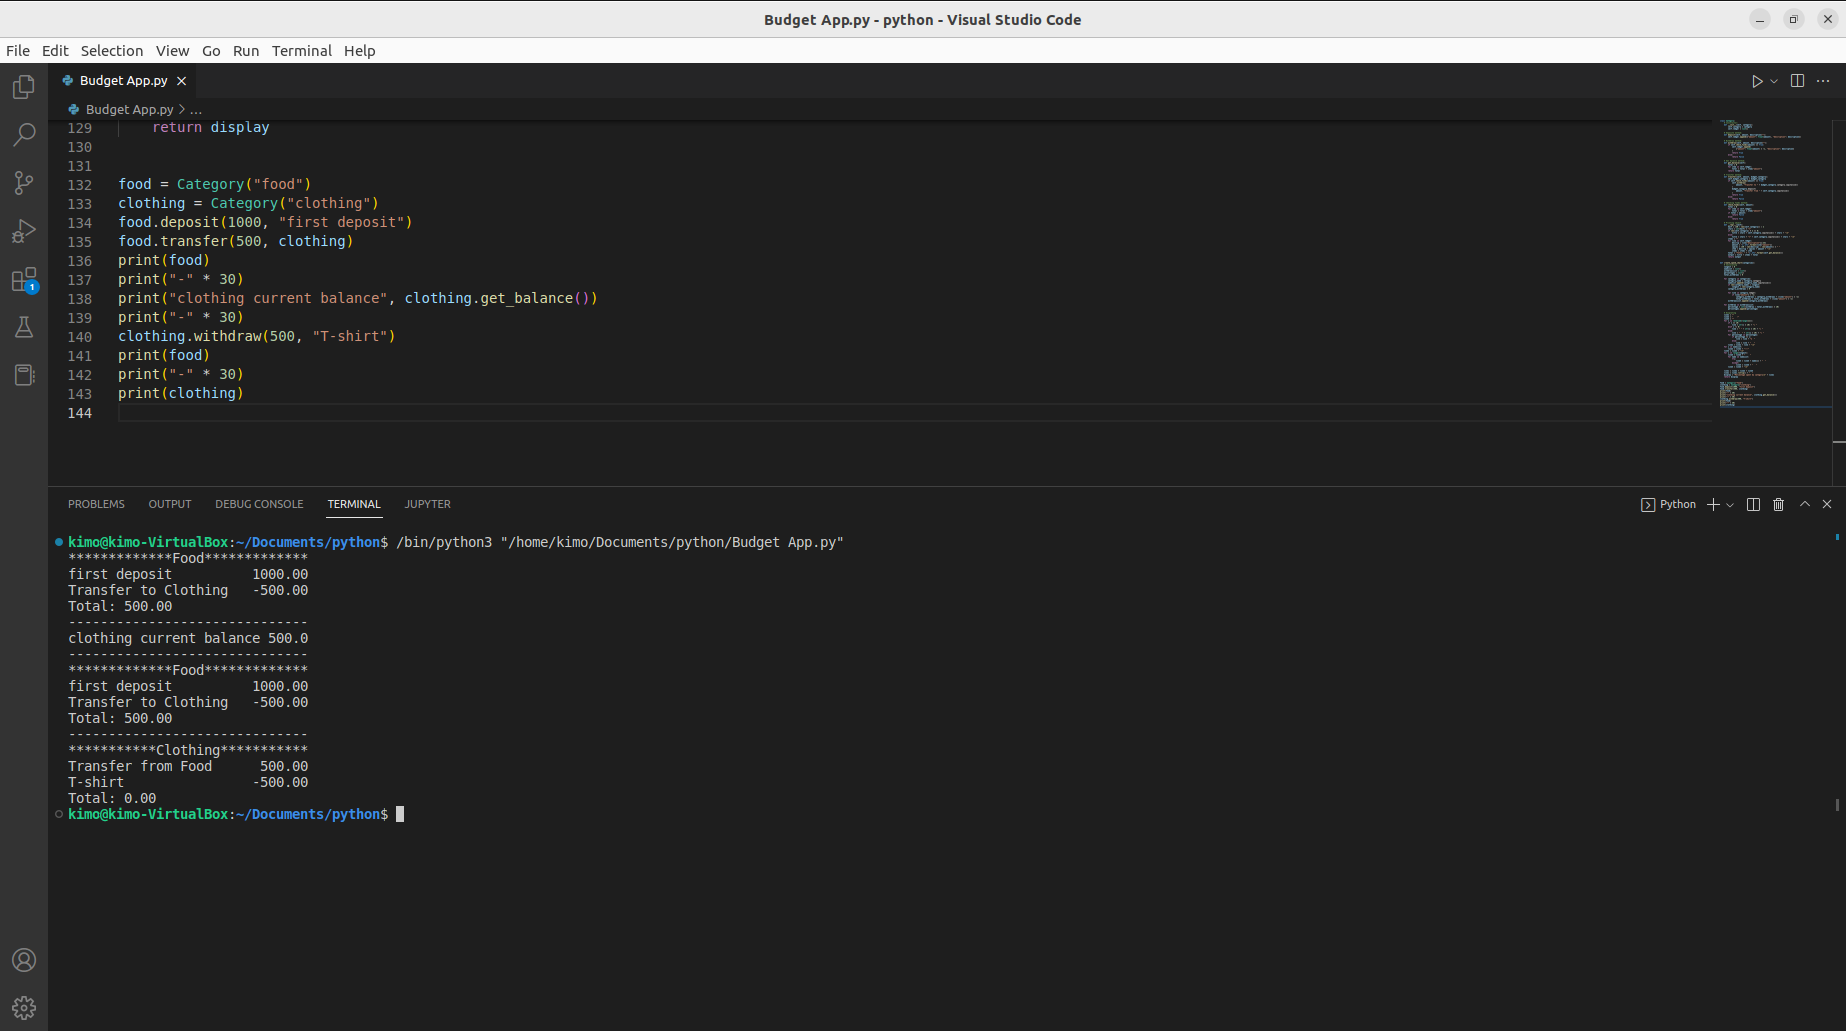 Budget App.py - python - Visual Studio Code
File Edit Selection View Go Run Terminal Help
Budget App.py
Budget App.py > ...
129 return display
130
131
132 food = Category("food")
133 clothing = Category("clothing")
134 food.deposit(1000, "first deposit")
135 food.transfer(500, clothing)
136 print(food)
137 print("-" * 30)
138 print("clothing current balance", clothing.get_balance())
139 print("-" * 30)
140 clothing.withdraw(500, "T-shirt")
141 print(food)
142 print("-" * 30)
143 print(clothing)
144
1
PROBLEMS OUTPUT DEBUG CONSOLE TERMINAL JUPYTER Python
kimo@kimo-VirtualBox:~/Documents/python$ /bin/python3 "/home/kimo/Documents/python/Budget App.py"
*************Food*************
first deposit          1000.00
Transfer to Clothing   -500.00
Total: 500.00
------------------------------
clothing current balance 500.0
------------------------------
*************Food*************
first deposit          1000.00
Transfer to Clothing   -500.00
Total: 500.00
------------------------------
***********Clothing***********
Transfer from Food      500.00
T-shirt                -500.00
Total: 0.00
kimo@kimo-VirtualBox:~/Documents/python$